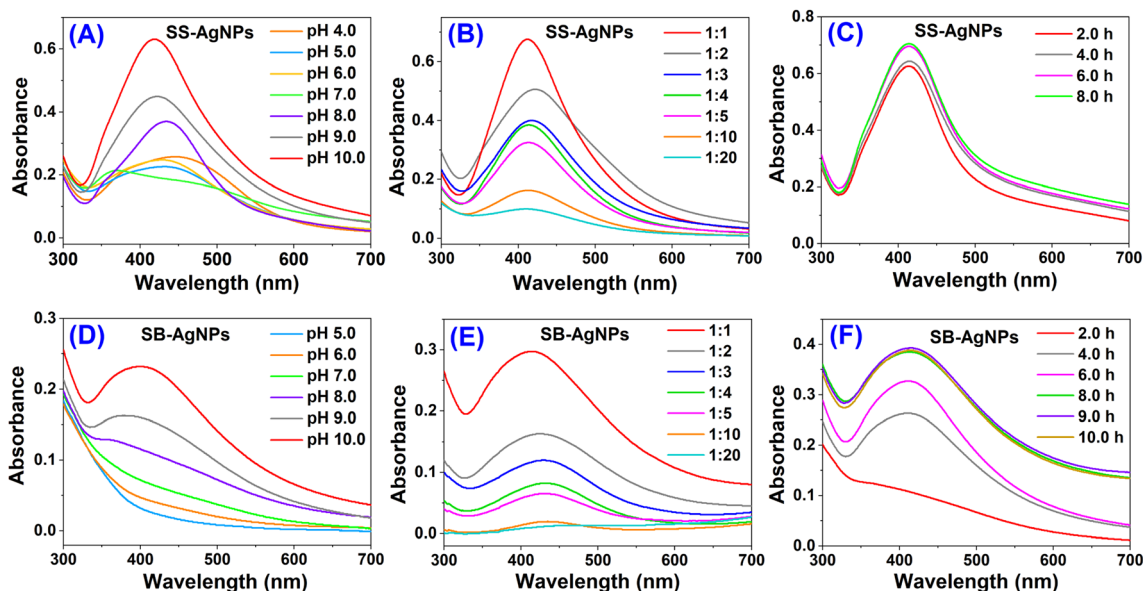 (A)
SS-AgNPs
pH 4.0
pH 5.0
pH 6.0
pH 7.0
pH 8.0
pH 9.0
pH 10.0
Absorbance
0.6
0.4
0.2
0.0
300 400 500 600 700
Wavelength (nm)
(B)
SS-AgNPs
1:1
1:2
1:3
1:4
1:5
1:10
1:20
Absorbance
0.6
0.4
0.2
0.0
300 400 500 600 700
Wavelength (nm)
(C)
SS-AgNPs
2.0 h
4.0 h
6.0 h
8.0 h
Absorbance
0.8
0.6
0.4
0.2
0.0
300 400 500 600 700
Wavelength (nm)
(D)
SB-AgNPs
pH 5.0
pH 6.0
pH 7.0
pH 8.0
pH 9.0
pH 10.0
Absorbance
0.3
0.2
0.1
0.0
300 400 500 600 700
Wavelength (nm)
(E)
SB-AgNPs
1:1
1:2
1:3
1:4
1:5
1:10
1:20
Absorbance
0.3
0.2
0.1
0.0
300 400 500 600 700
Wavelength (nm)
(F)
SB-AgNPs
2.0 h
4.0 h
6.0 h
8.0 h
9.0 h
10.0 h
Absorbance
0.4
0.3
0.2
0.1
0.0
300 400 500 600 700
Wavelength (nm)